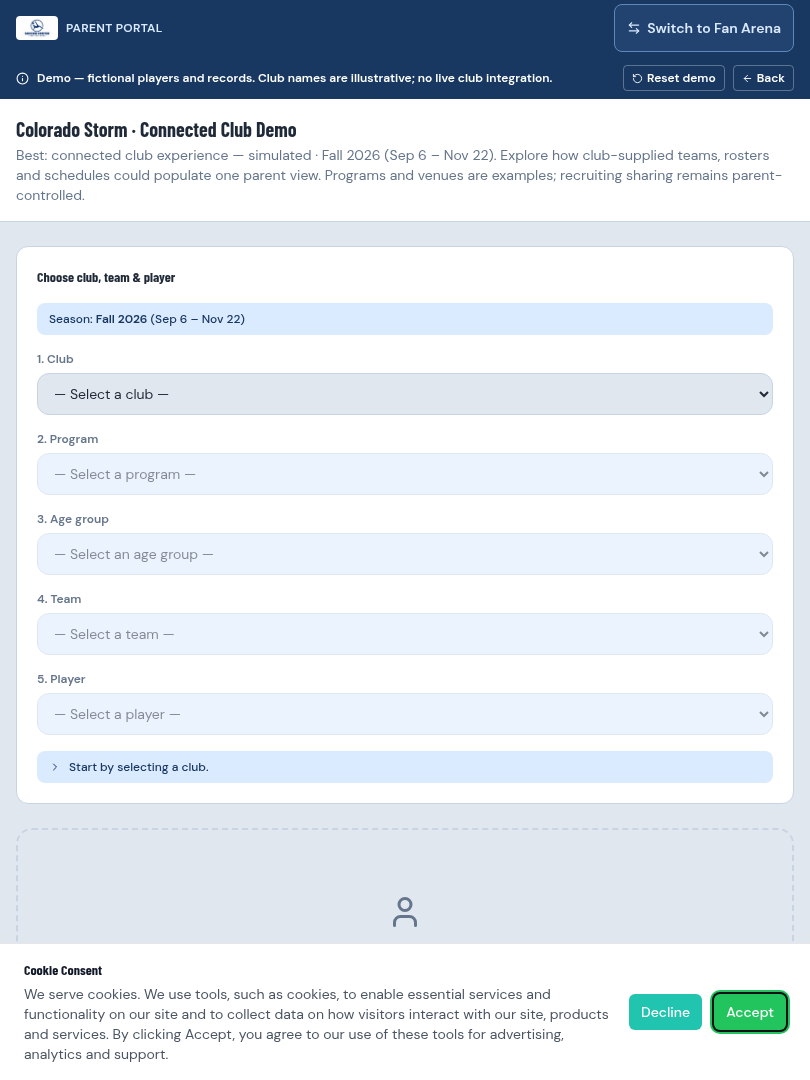 PARENT PORTAL
Switch to Fan Arena
Demo — fictional players and records. Club names are illustrative; no live club integration.
Reset demo
Back
Colorado Storm · Connected Club Demo
Best: connected club experience — simulated · Fall 2026 (Sep 6 – Nov 22). Explore how club-supplied teams, rosters
and schedules could populate one parent view. Programs and venues are examples; recruiting sharing remains parent-
controlled.
Choose club, team & player
Season: Fall 2026 (Sep 6 – Nov 22)
1. Club
— Select a club —
2. Program
— Select a program —
3. Age group
— Select an age group —
4. Team
— Select a team —
5. Player
— Select a player —
Start by selecting a club.
Cookie Consent
We serve cookies. We use tools, such as cookies, to enable essential services and
functionality on our site and to collect data on how visitors interact with our site, products
and services. By clicking Accept, you agree to our use of these tools for advertising,
analytics and support.
Decline
Accept